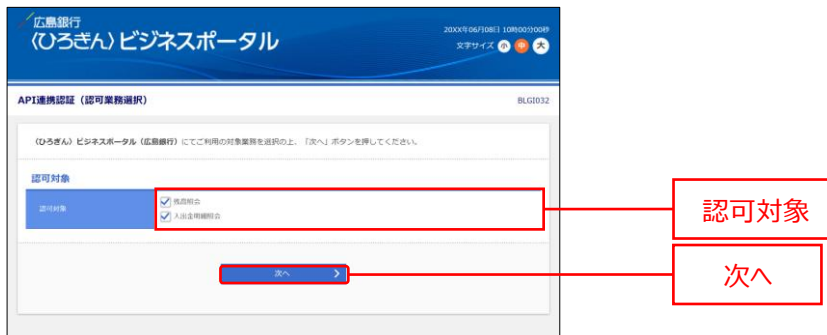 広島銀行
〈ひろぎん〉ビジネスポータル
20XX年06月08日 10時00分00秒
文字サイズ 小 中 大
API連携認証（認可業務選択）
BLGI032
〈ひろぎん〉ビジネスポータル（広島銀行）にてご利用の対象業務を選択の上、「次へ」ボタンを押してください。
認可対象
認可対象
残高照会
入出金明細照会
認可対象
次へ
次へ